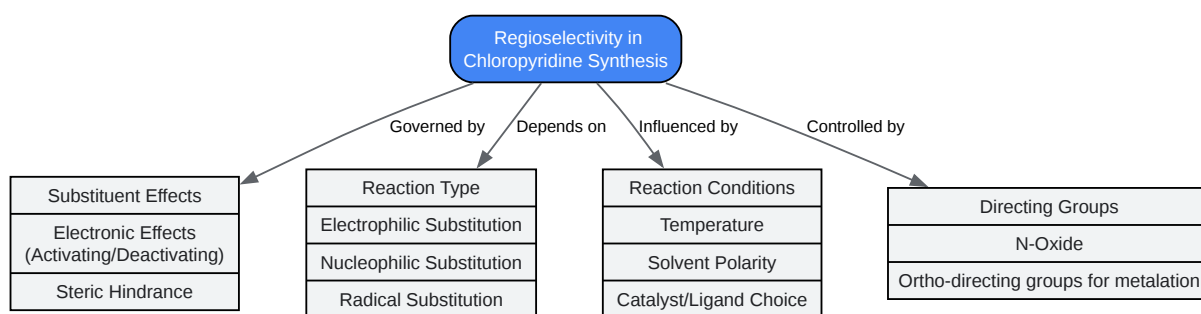 Regioselectivity in
Chloropyridine Synthesis
Governed by
Depends on
Influenced by
Controlled by
Substituent Effects
Electronic Effects
(Activating/Deactivating)
Steric Hindrance
Reaction Type
Electrophilic Substitution
Nucleophilic Substitution
Radical Substitution
Reaction Conditions
Temperature
Solvent Polarity
Catalyst/Ligand Choice
Directing Groups
N-Oxide
Ortho-directing groups for metalation